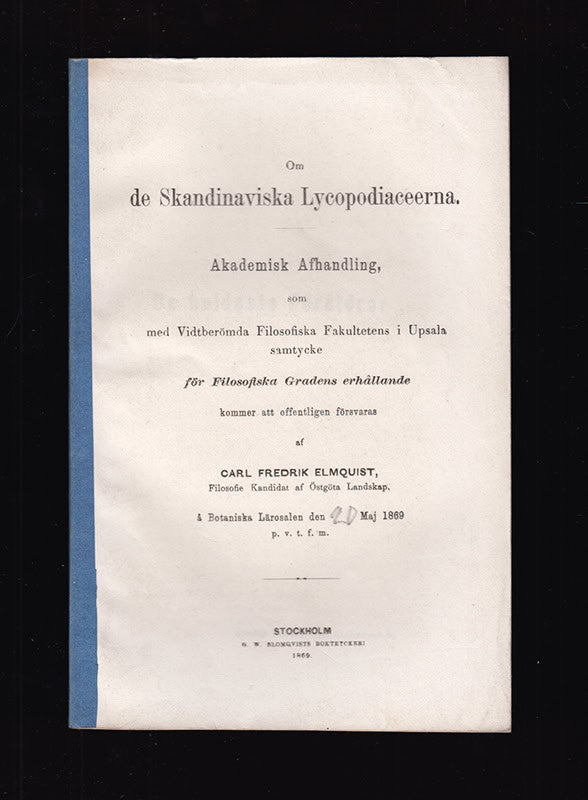 Om
de Skandinaviska Lycopodiaceerna.
Akademisk Afhandling,
som
med Vidtberömda Filosofiska Fakultetens i Upsala
samtycke
för Filosofiska Gradens erhållande
kommer att offentligen försvaras
af
CARL FREDRIK ELMQUIST,
Filosofie Kandidat af Östgöta Landskap.
å Botaniska Lärosalen den 20 Maj 1869
p. v. t. f. m.
STOCKHOLM
G. W. BLOMQVISTS BOKTRYCKERI
1869.